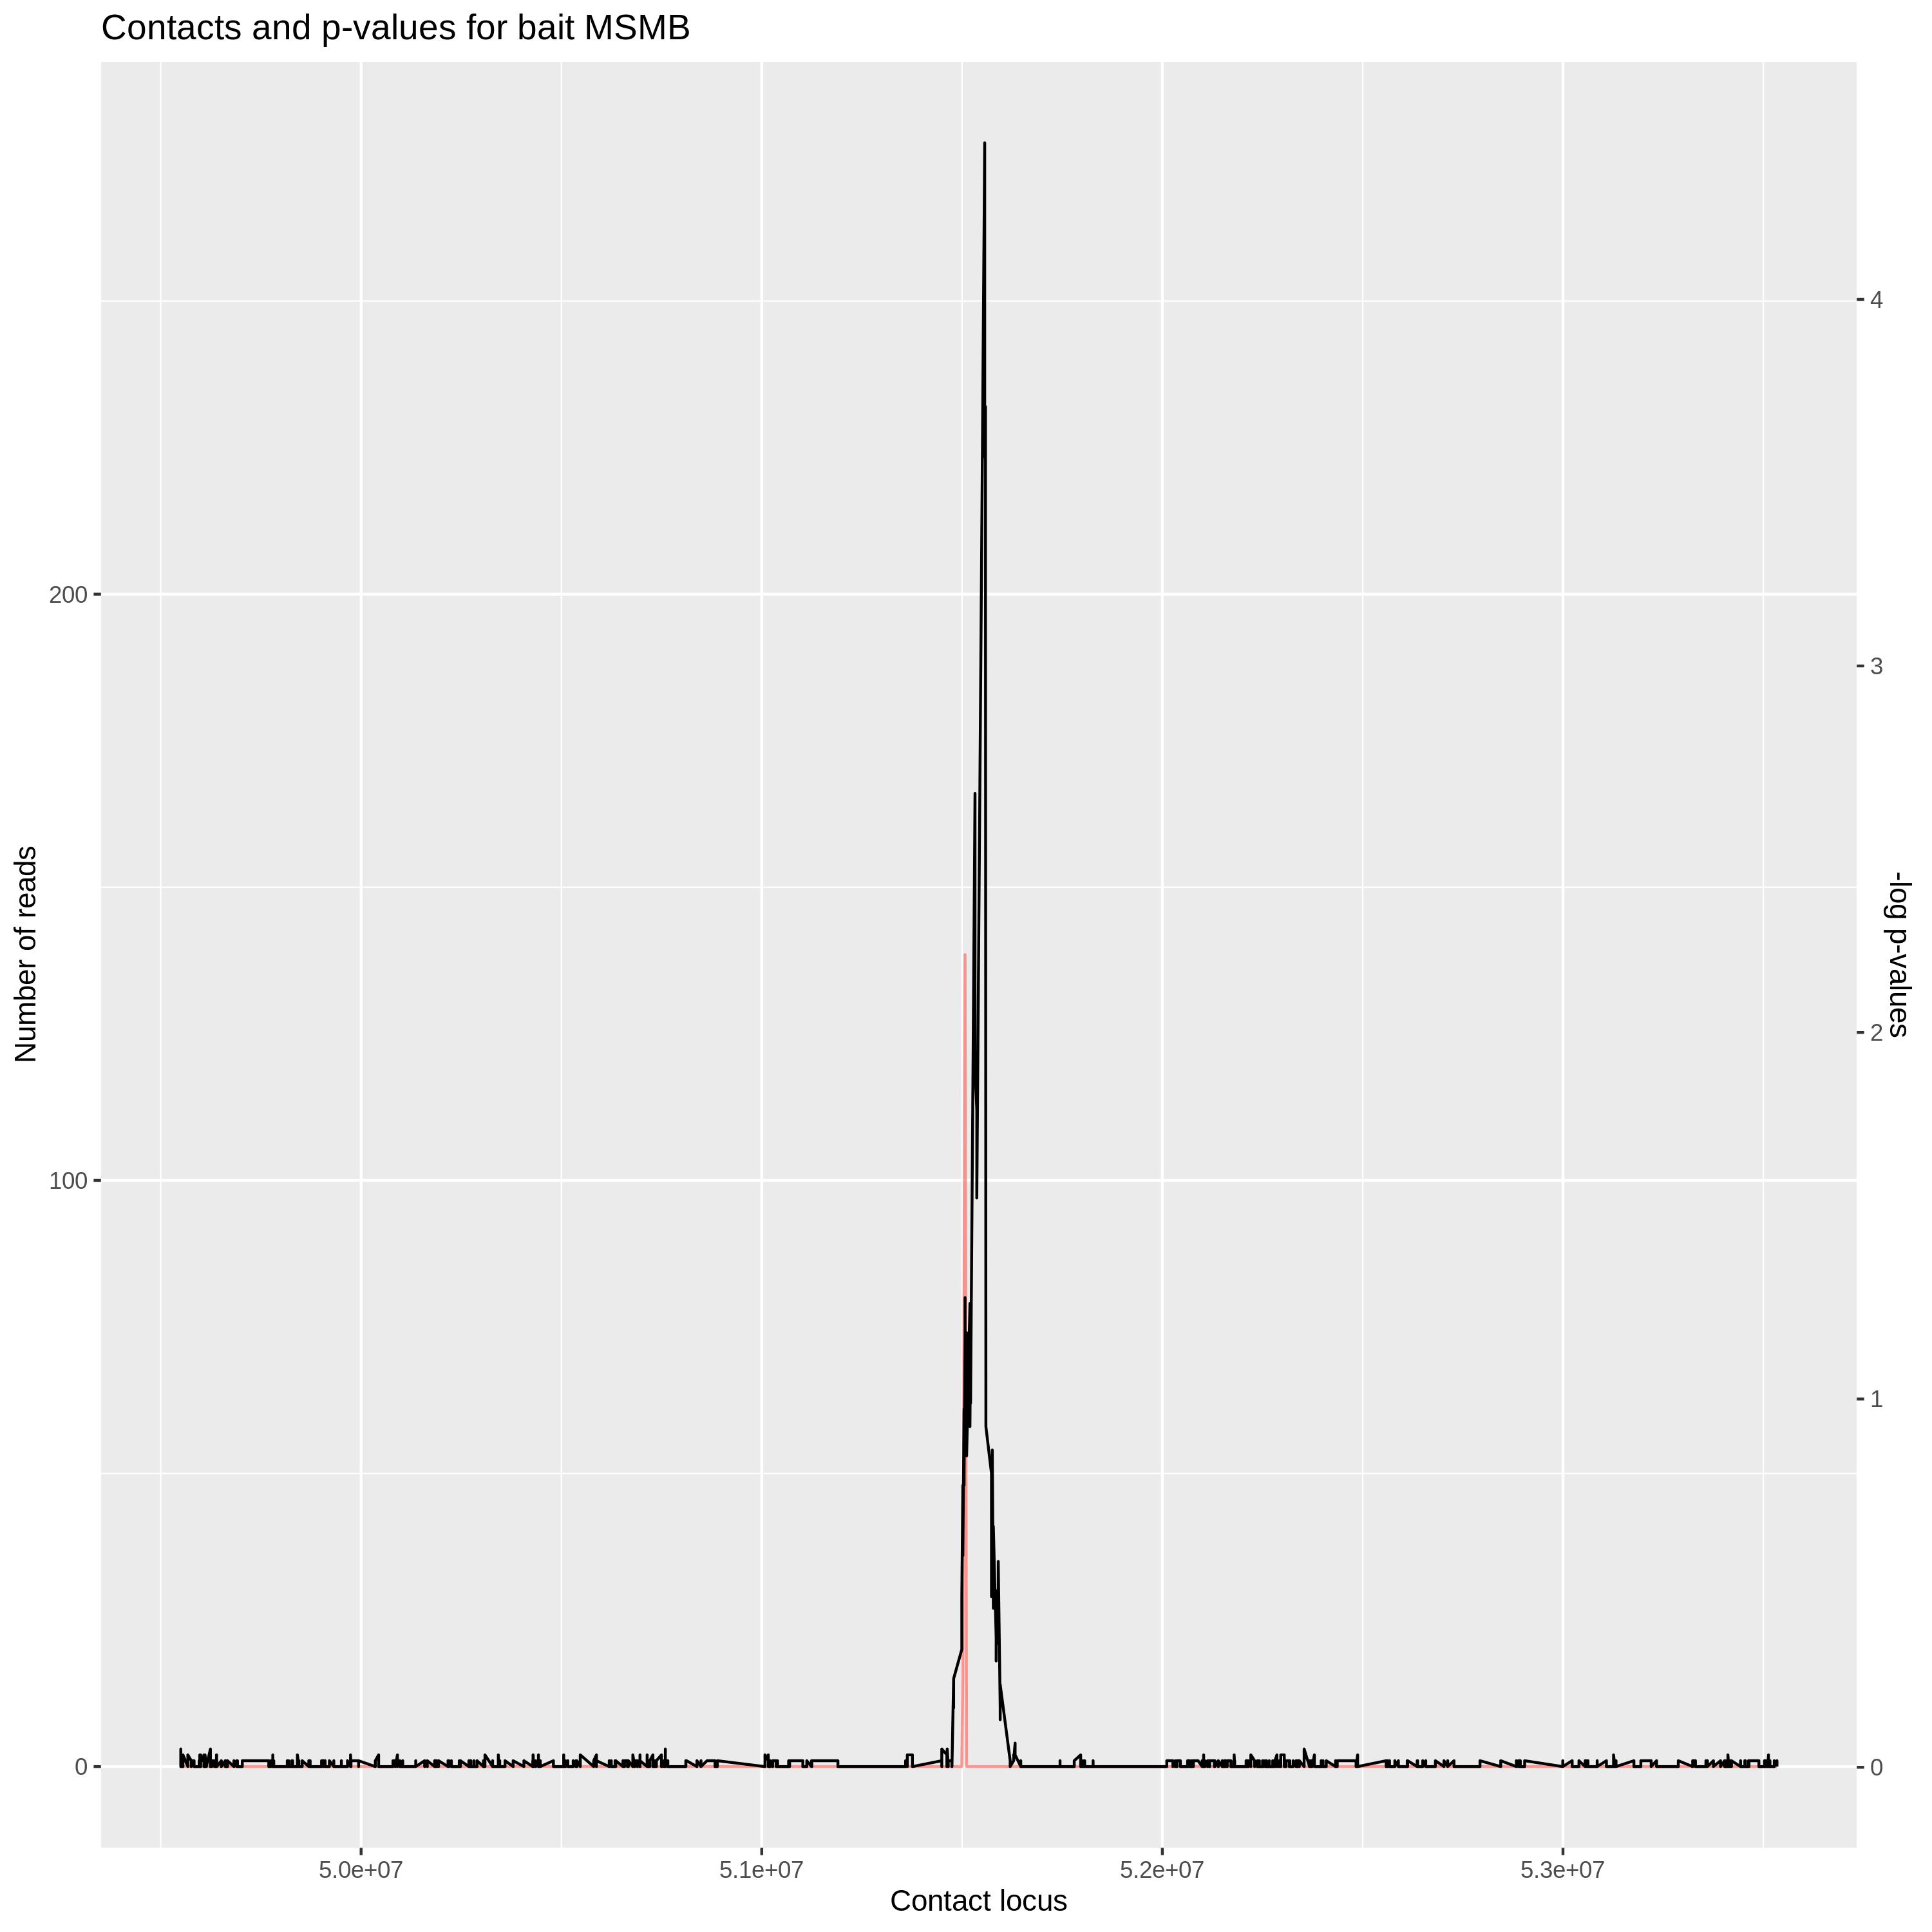 Contacts and p-values for bait MSMB
Number of reads
200
100
0
4
3
2
1
0
-log p-values
5.0e+07
5.1e+07
5.2e+07
5.3e+07
Contact locus